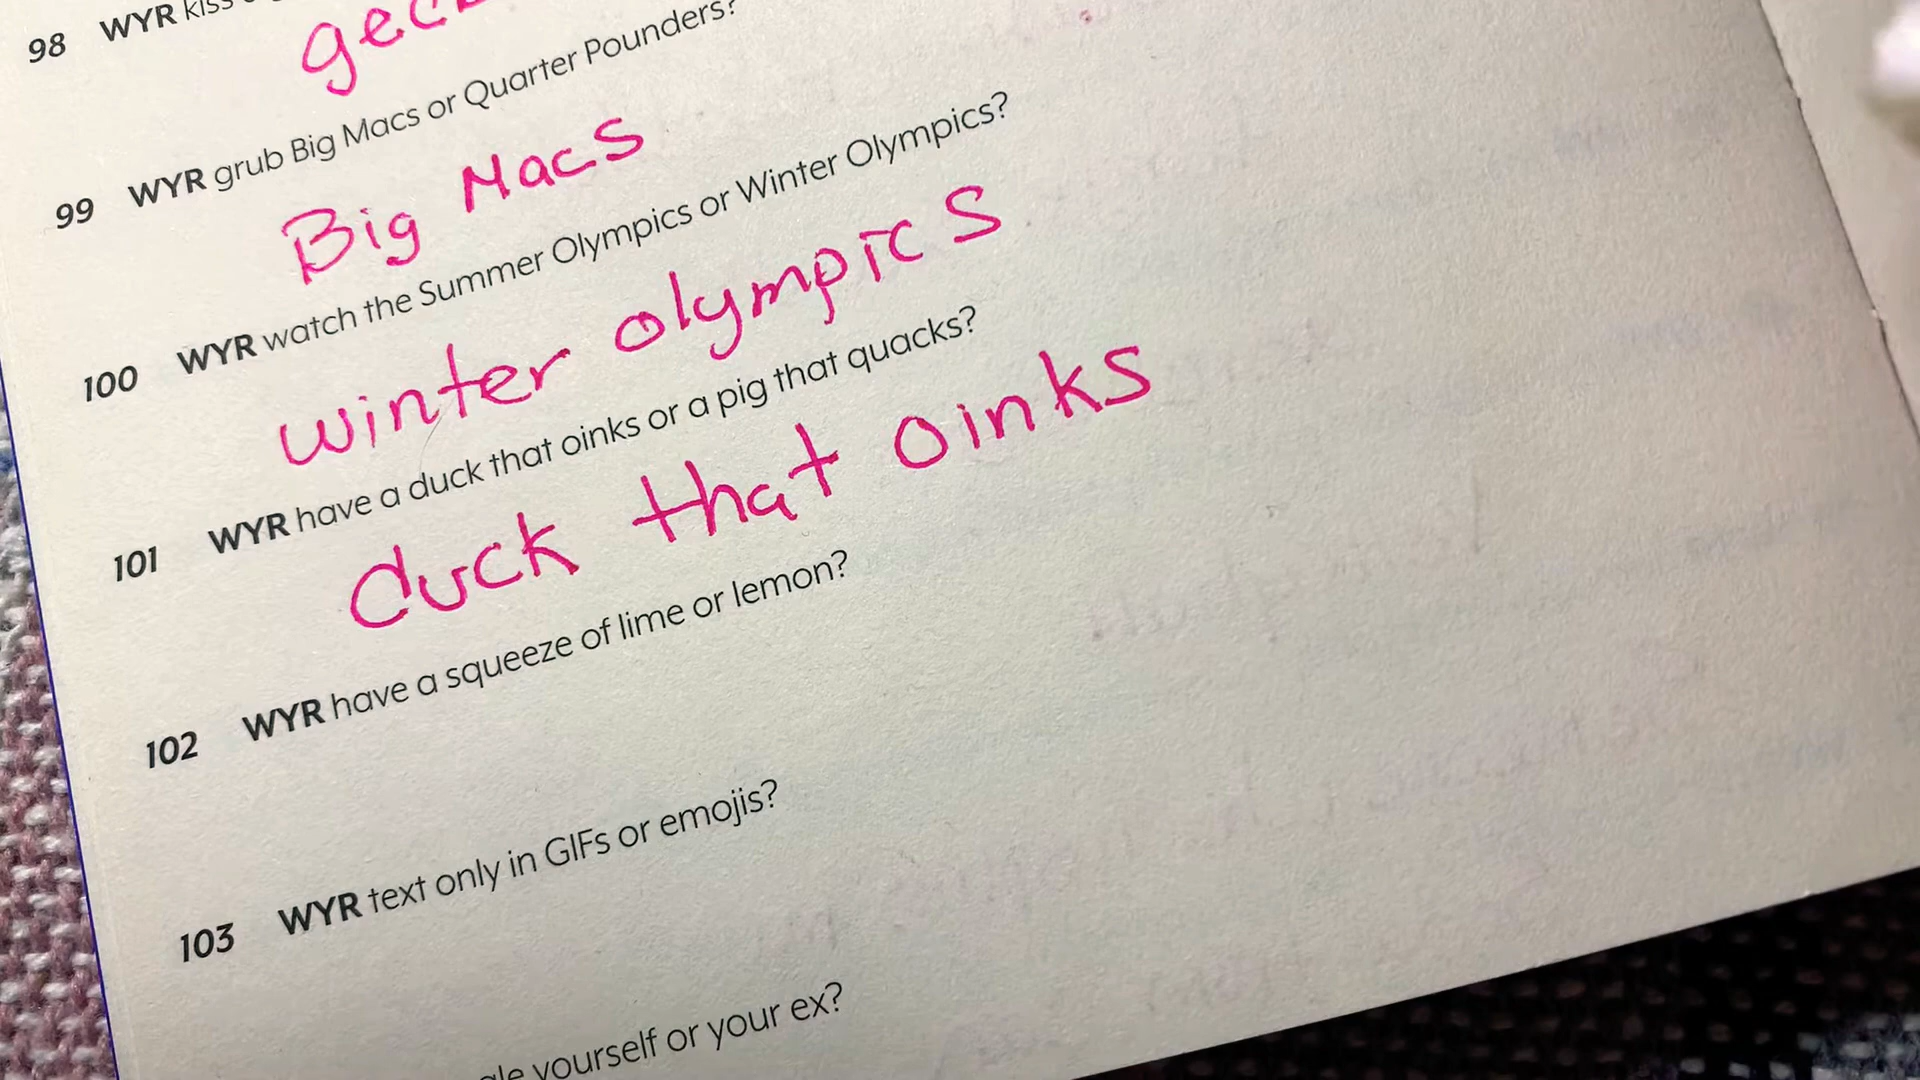 98 WYR kiss
99 WYR grub Big Macs or Quarter Pounders?
Big Macs
100 WYR watch the Summer Olympics or Winter Olympics?
winter olympics
101 WYR have a duck that oinks or a pig that quacks?
duck that oinks
102 WYR have a squeeze of lime or lemon?
103 WYR text only in GIFs or emojis?
yourself or your ex?